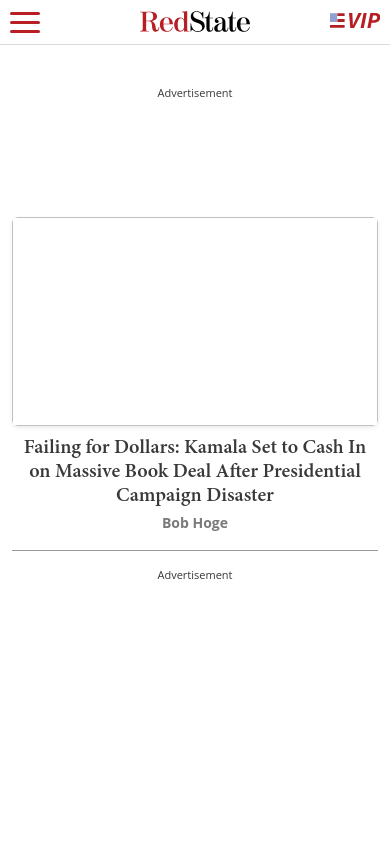 RedState
VIP
Advertisement
Failing for Dollars: Kamala Set to Cash In
on Massive Book Deal After Presidential
Campaign Disaster
Bob Hoge
Advertisement